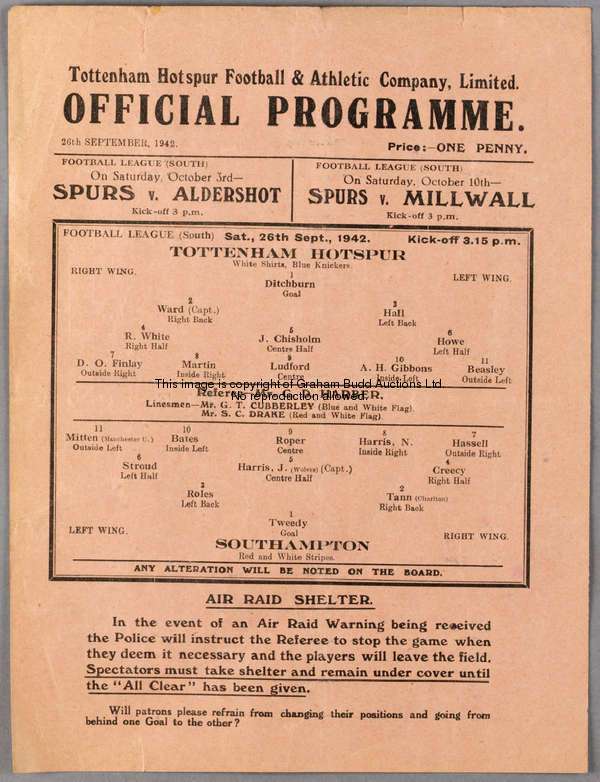 Tottenham Hotspur Football & Athletic Company, Limited.
OFFICIAL PROGRAMME.
26th SEPTEMBER, 1942. Price:—ONE PENNY.
FOOTBALL LEAGUE (SOUTH)
On Saturday, October 3rd—
SPURS v. ALDERSHOT
Kick-off 3 p.m.
FOOTBALL LEAGUE (SOUTH)
On Saturday, October 10th—
SPURS v. MILLWALL
Kick-off 3 p.m.
FOOTBALL LEAGUE (South) Sat., 26th Sept., 1942. Kick-off 3.15 p.m.
TOTTENHAM HOTSPUR
White Shirts, Blue Knickers.
RIGHT WING. LEFT WING.
1
Ditchburn
Goal
2 3
Ward (Capt.) Hall
Right Back Left Back
4 5 6
R. White J. Chisholm Howe
Right Half Centre Half Left Half
7 8 9 10 11
D. O. Finlay Martin Ludford A. H. Gibbons Beasley
Outside Right Inside Right Centre Inside Left Outside Left
This image is copyright of Graham Budd Auctions Ltd
No reproduction allowed.
Referee—Mr. G. D. HARPER.
Linesmen—Mr. G. T. CUBBERLEY (Blue and White Flag).
Mr. S. C. DRAKE (Red and White Flag).
11 10 9 8 7
Mitten (Manchester U.) Bates Roper Harris, N. Hassell
Outside Left Inside Left Centre Inside Right Outside Right
6 5
Stroud Harris, J. (Wolves) (Capt.) Creecy
Left Half Centre Half Right Half
3 2
Roles Tann (Charlton)
Left Back Right Back
1
Tweedy
Goal
LEFT WING. RIGHT WING.
SOUTHAMPTON
Red and White Stripes.
ANY ALTERATION WILL BE NOTED ON THE BOARD.
AIR RAID SHELTER.
In the event of an Air Raid Warning being received
the Police will instruct the Referee to stop the game when
they deem it necessary and the players will leave the field.
Spectators must take shelter and remain under cover until
the "All Clear" has been given.
Will patrons please refrain from changing their positions and going from
behind one Goal to the other?